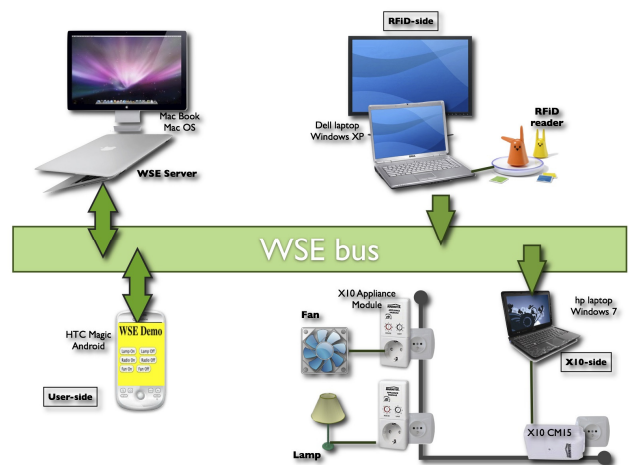 RFiD-side
Mac Book
Mac OS
WSE Server
Dell laptop
Windows XP
RFiD
reader
WSE bus
HTC Magic
Android
WSE Demo
Lamp On Lamp Off
Radio On Radio Off
Fan On Fan Off
User-side
X10 Appliance
Module
Fan
Lamp
hp laptop
Windows 7
X10-side
X10 CM15